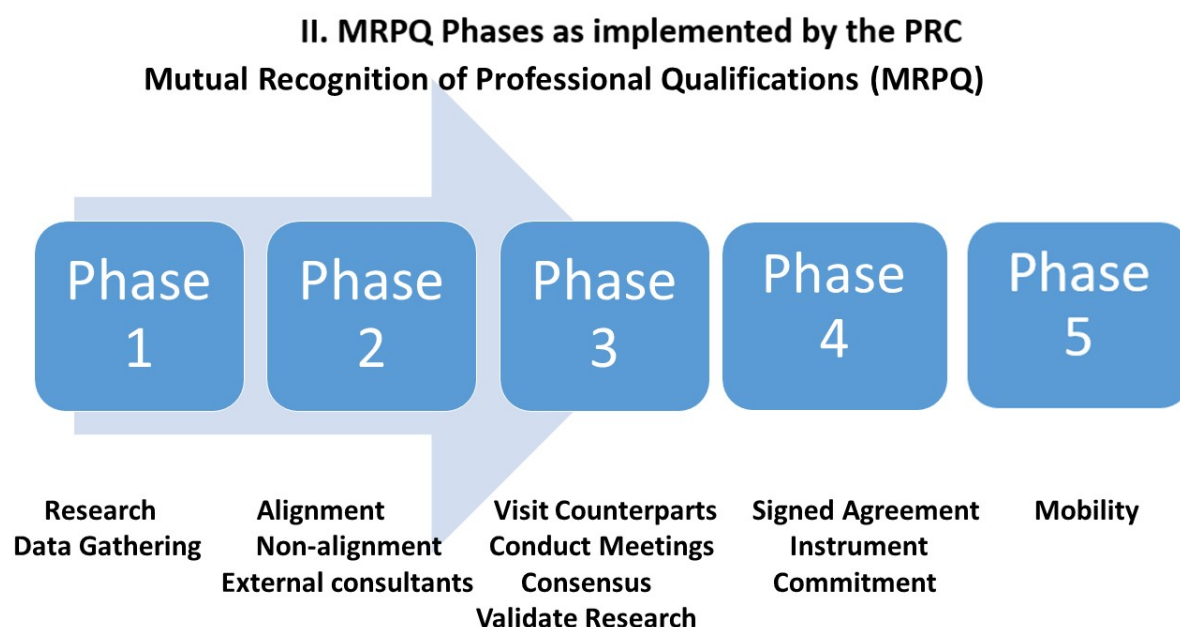 II. MRPQ Phases as implemented by the PRC
Mutual Recognition of Professional Qualifications (MRPQ)
Phase
1
Phase
2
Phase
3
Phase
4
Phase
5
Research
Data Gathering
Alignment
Non-alignment
External consultants
Visit Counterparts
Conduct Meetings
Consensus
Validate Research
Signed Agreement
Instrument
Commitment
Mobility